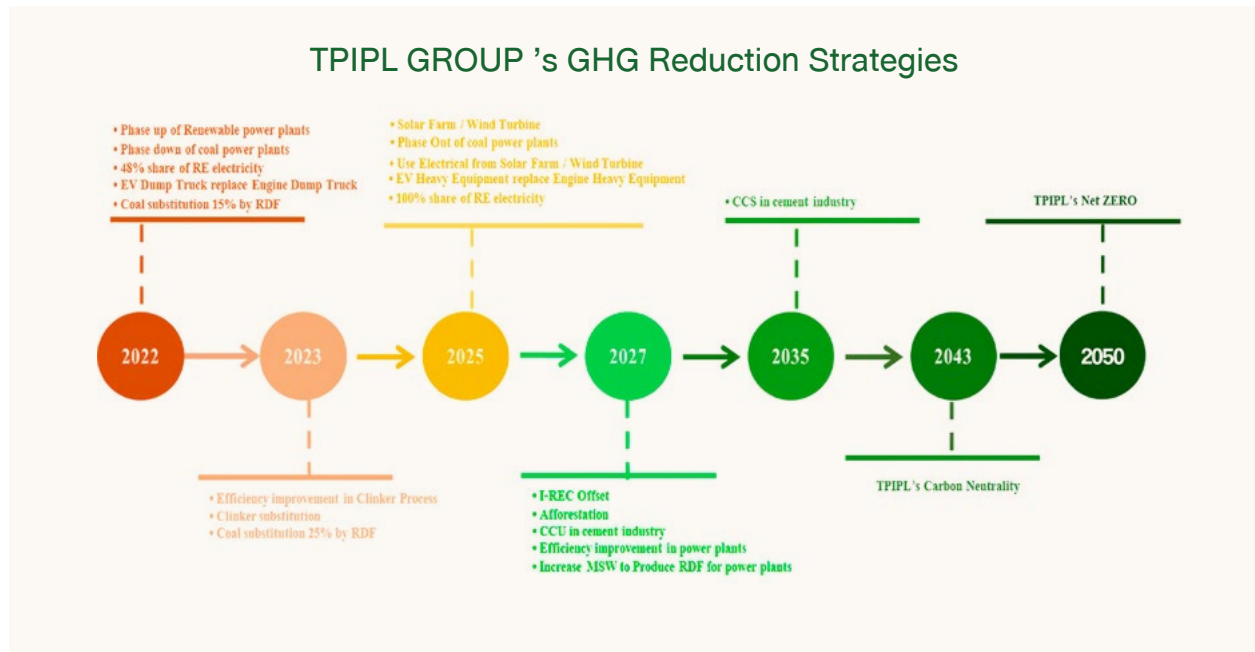 TPIPL GROUP ’s GHG Reduction Strategies
• Phase up of Renewable power plants
• Phase down of coal power plants
• 48% share of RE electricity
• EV Dump Truck replace Engine Dump Truck
• Coal substitution 15% by RDF
• Solar Farm / Wind Turbine
• Phase Out of coal power plants
• Use Electrical from Solar Farm / Wind Turbine
• EV Heavy Equipment replace Engine Heavy Equipment
• 100% share of RE electricity
• CCS in cement industry
TPIPL's Net ZERO
2022
2023
2025
2027
2035
2043
2050
• Efficiency improvement in Clinker Process
• Clinker substitution
• Coal substitution 25% by RDF
• I-REC Offset
• Afforestation
• CCU in cement industry
• Efficiency improvement in power plants
• Increase MSW to Produce RDF for power plants
TPIPL's Carbon Neutrality